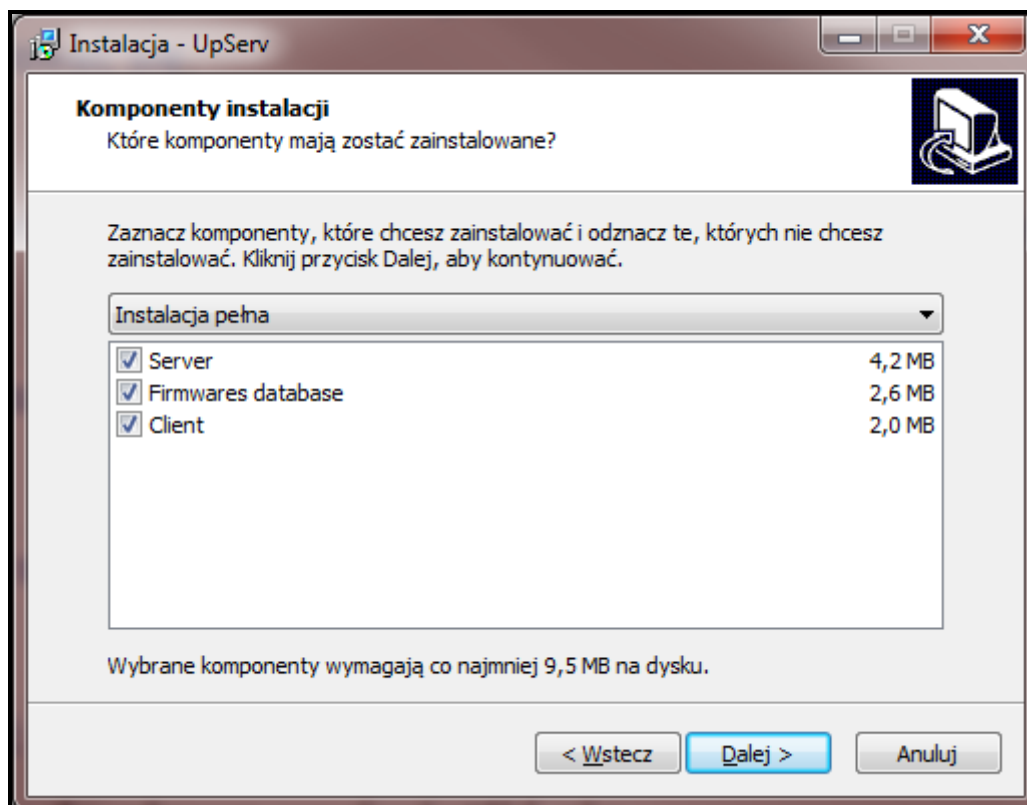 Instalacja - UpServ
Komponenty instalacji
Które komponenty mają zostać zainstalowane?
Zaznacz komponenty, które chcesz zainstalować i odznacz te, których nie chcesz
zainstalować. Kliknij przycisk Dalej, aby kontynuować.
Instalacja pełna
Server 4,2 MB
Firmwares database 2,6 MB
Client 2,0 MB
Wybrane komponenty wymagają co najmniej 9,5 MB na dysku.
< Wstecz Dalej > Anuluj